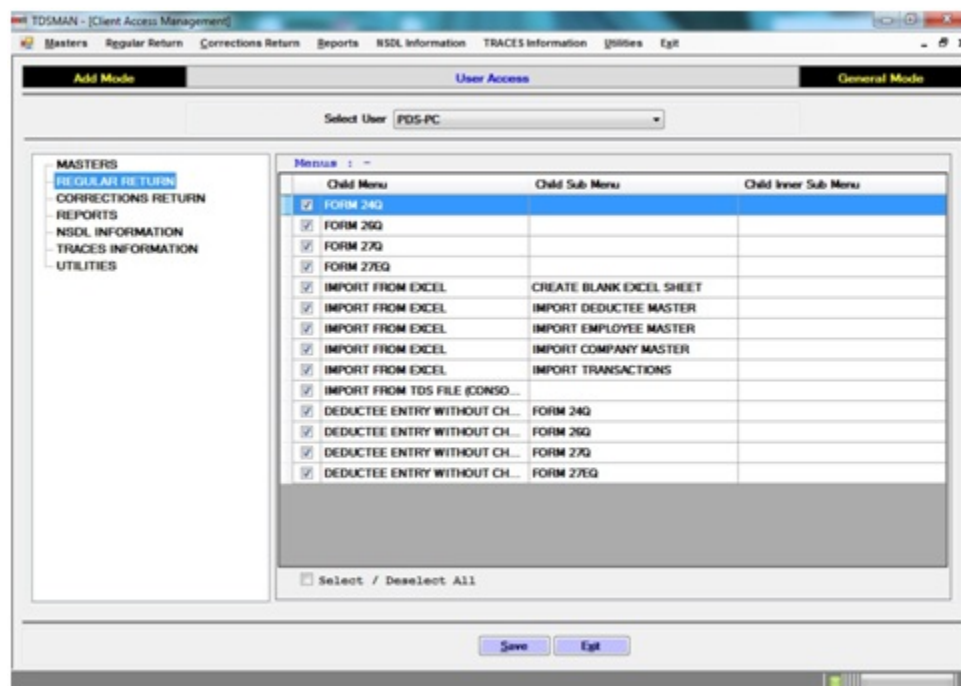 TDSMAN - [Client Access Management]
Masters Regular Return Corrections Return Reports NSDL Information TRACES Information Utilities Exit
Add Mode User Access General Mode
Select User PDS-PC
MASTERS
REGULAR RETURN
CORRECTIONS RETURN
REPORTS
NSDL INFORMATION
TRACES INFORMATION
UTILITIES
Menus : -
Child Menu Child Sub Menu Child Inner Sub Menu
FORM 24Q
FORM 26Q
FORM 27Q
FORM 27EQ
IMPORT FROM EXCEL CREATE BLANK EXCEL SHEET
IMPORT FROM EXCEL IMPORT DEDUCTEE MASTER
IMPORT FROM EXCEL IMPORT EMPLOYEE MASTER
IMPORT FROM EXCEL IMPORT COMPANY MASTER
IMPORT FROM EXCEL IMPORT TRANSACTIONS
IMPORT FROM TDS FILE (CONSO...
DEDUCTEE ENTRY WITHOUT CH... FORM 24Q
DEDUCTEE ENTRY WITHOUT CH... FORM 26Q
DEDUCTEE ENTRY WITHOUT CH... FORM 27Q
DEDUCTEE ENTRY WITHOUT CH... FORM 27EQ
Select / Deselect All
Save Exit